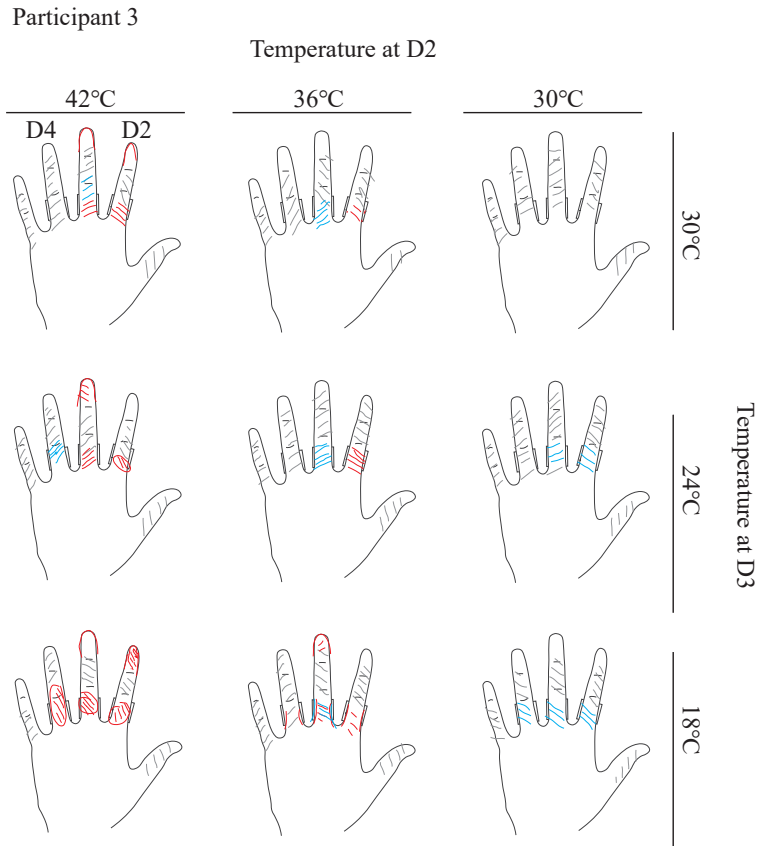 Participant 3
Temperature at D2
42°C
36°C
30°C
D4
D2
30°C
24°C
18°C
Temperature at D3